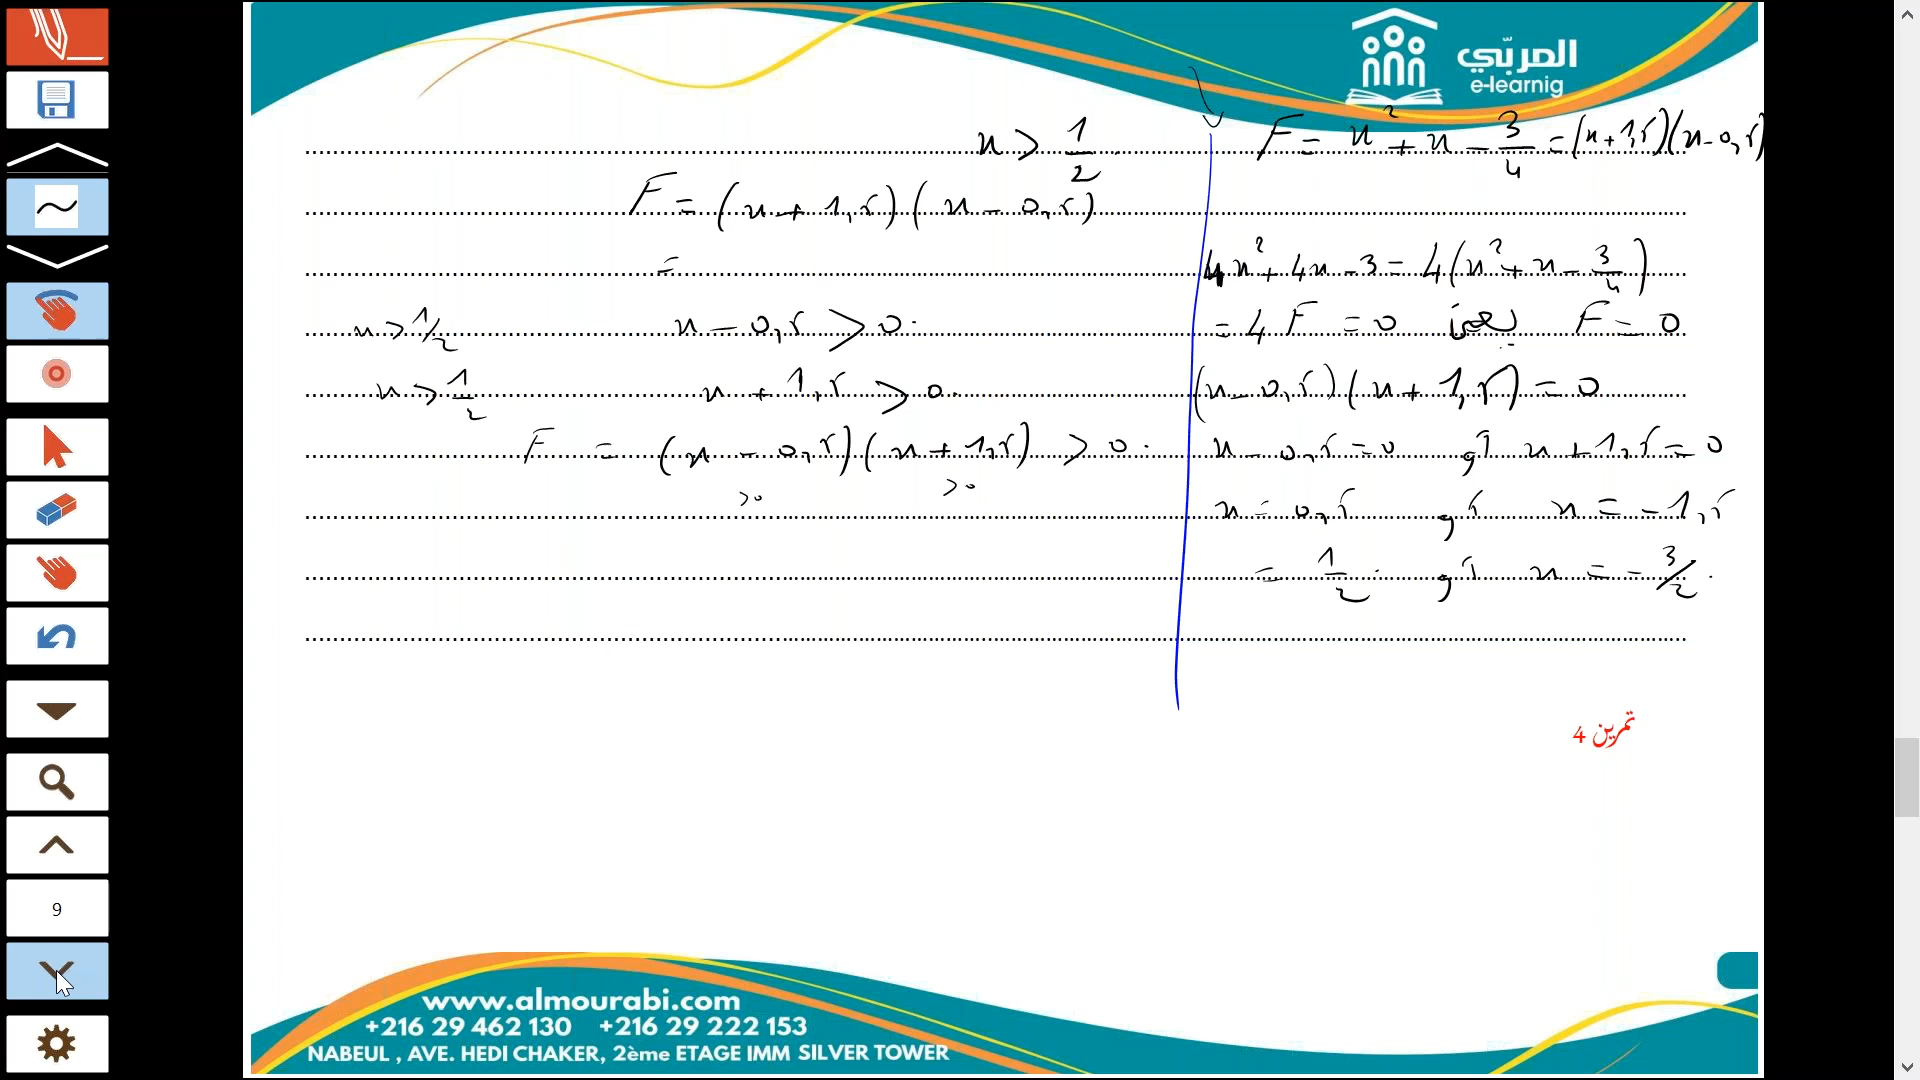 المربّي
e-learnig
x > 1/2
F = (x + 1,5)(x - 0,5)
=
x > 1/2 x - 0,5 > 0.
x > 1/2 x + 1,5 > 0.
F = (x - 0,5)(x + 1,5) > 0.
>0 >0
F = x² + x - 3/4 = (x + 1,5)(x - 0,5)
4x² + 4x - 3 = 4(x² + x - 3/4)
= 4F = 0 يعني F = 0
(x - 0,5)(x + 1,5) = 0
x - 0,5 = 0 أو x + 1,5 = 0
x = 0,5 أو x = -1,5
= 1/2 أو x = -3/2.
تمرين 4
9
www.almourabi.com
+216 29 462 130 +216 29 222 153
NABEUL , AVE. HEDI CHAKER, 2ème ETAGE IMM SILVER TOWER